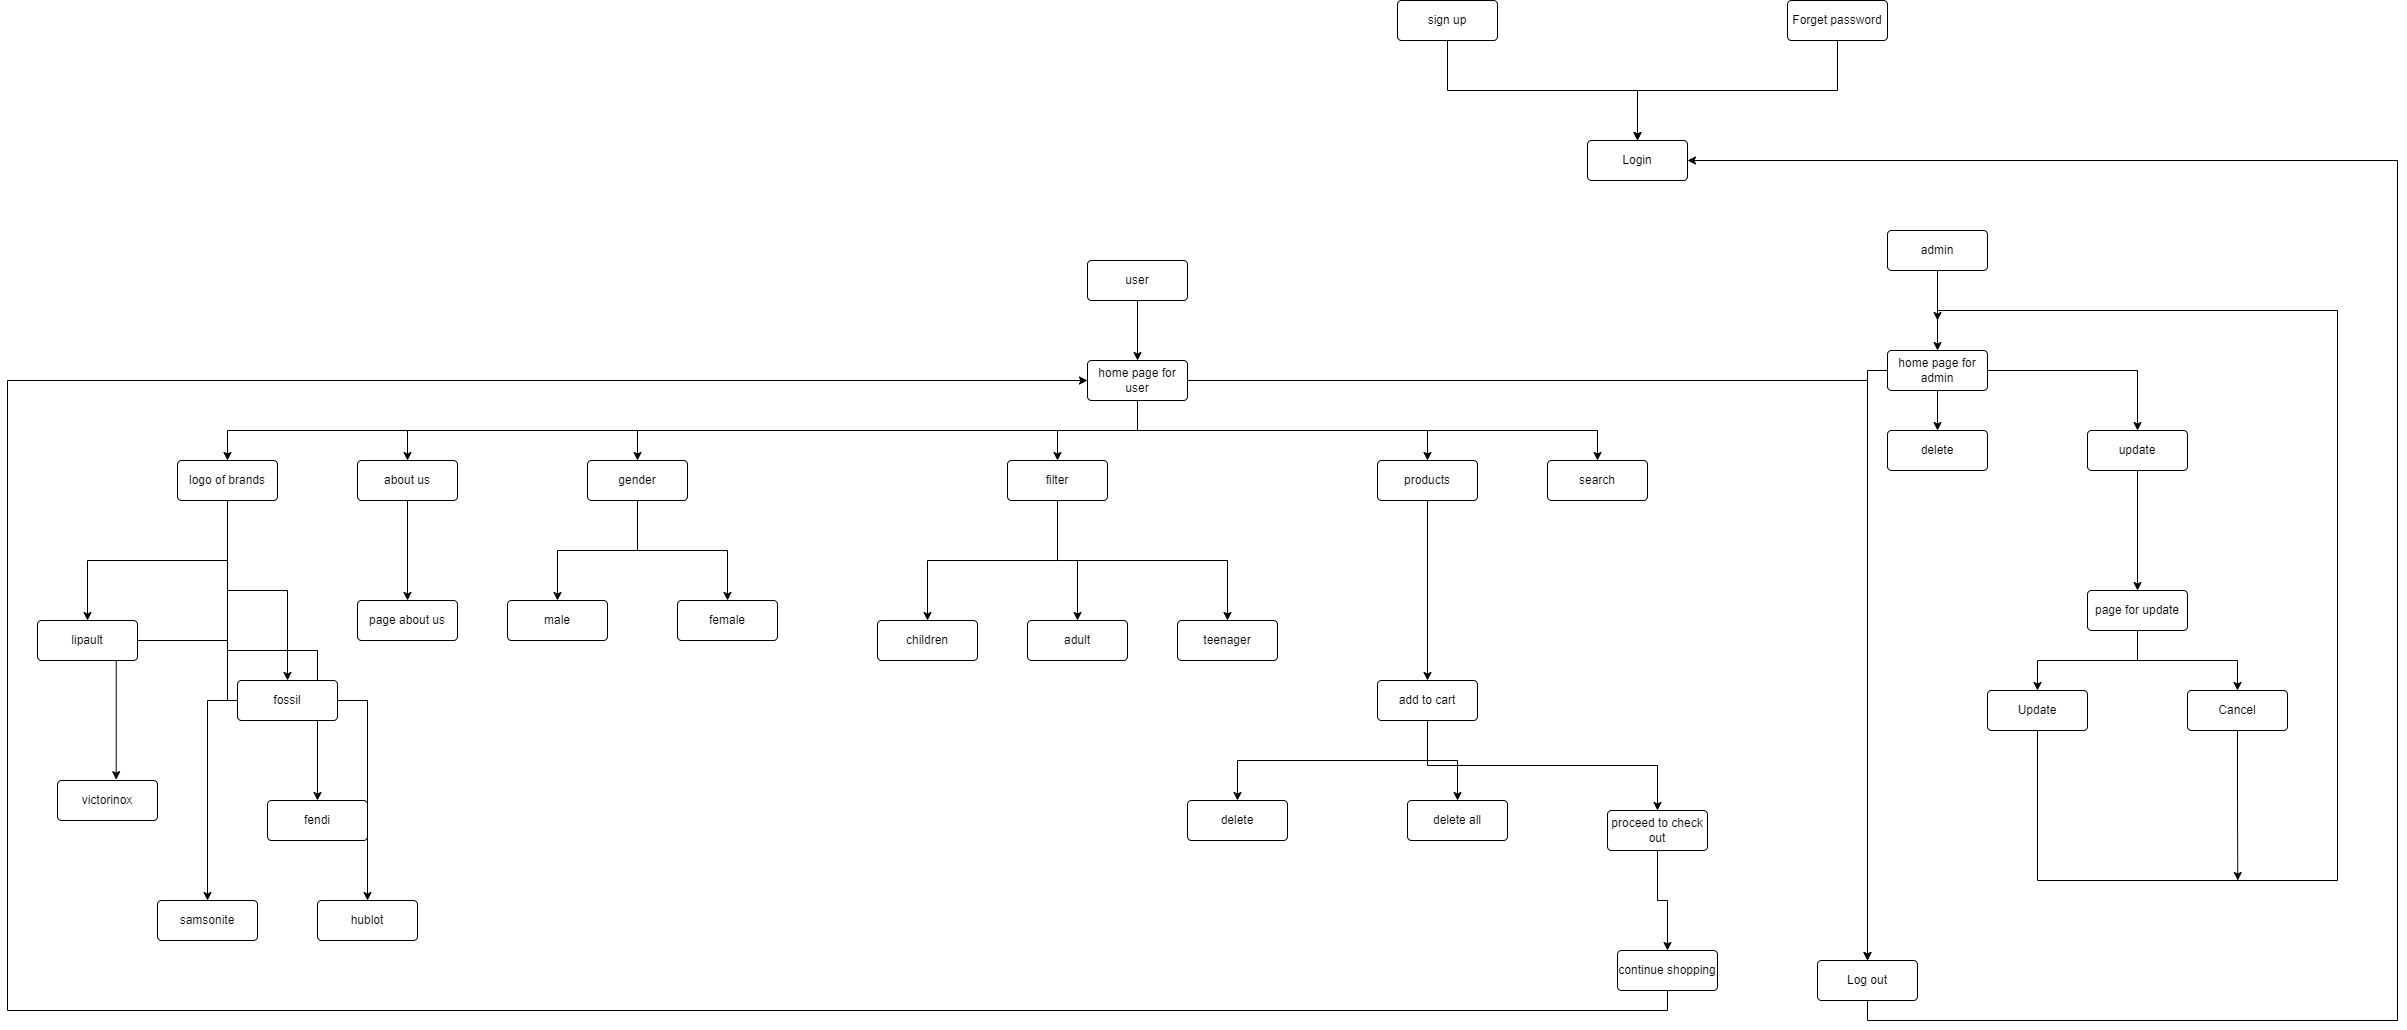 sign up
Forget password
Login
admin
user
home page for
user
home page for
admin
delete
update
logo of brands
about us
gender
filter
products
search
page about us
male
female
page for update
lipault
children
adult
teenager
fossil
add to cart
Update
Cancel
victorinox
fendi
delete
delete all
proceed to check
out
samsonite
hublot
continue shopping
Log out